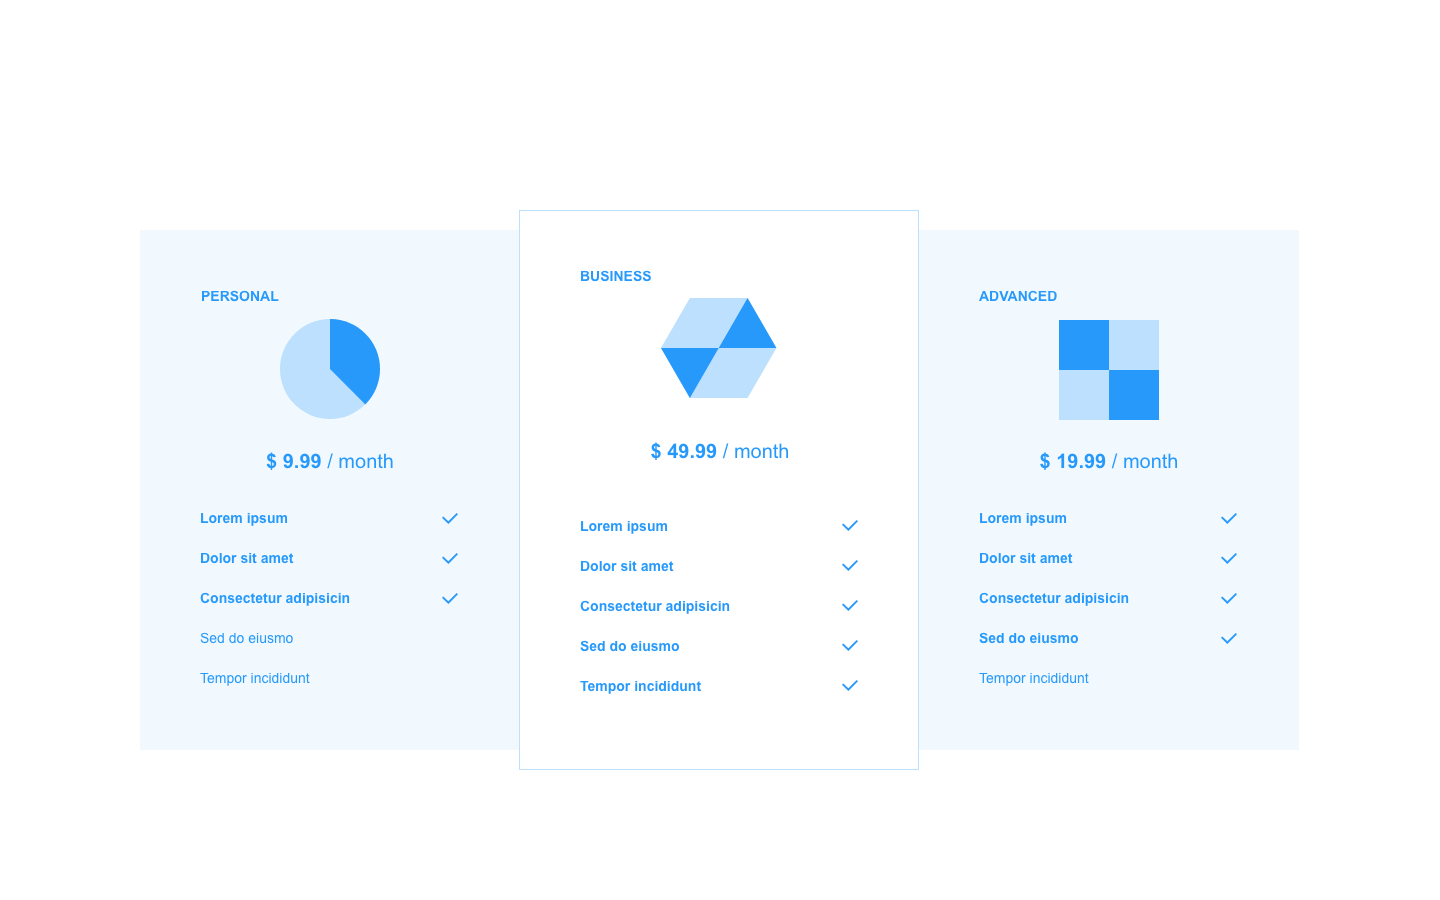 PERSONAL
$ 9.99 / month
Lorem ipsum
Dolor sit amet
Consectetur adipisicin
Sed do eiusmo
Tempor incididunt
BUSINESS
$ 49.99 / month
Lorem ipsum
Dolor sit amet
Consectetur adipisicin
Sed do eiusmo
Tempor incididunt
ADVANCED
$ 19.99 / month
Lorem ipsum
Dolor sit amet
Consectetur adipisicin
Sed do eiusmo
Tempor incididunt